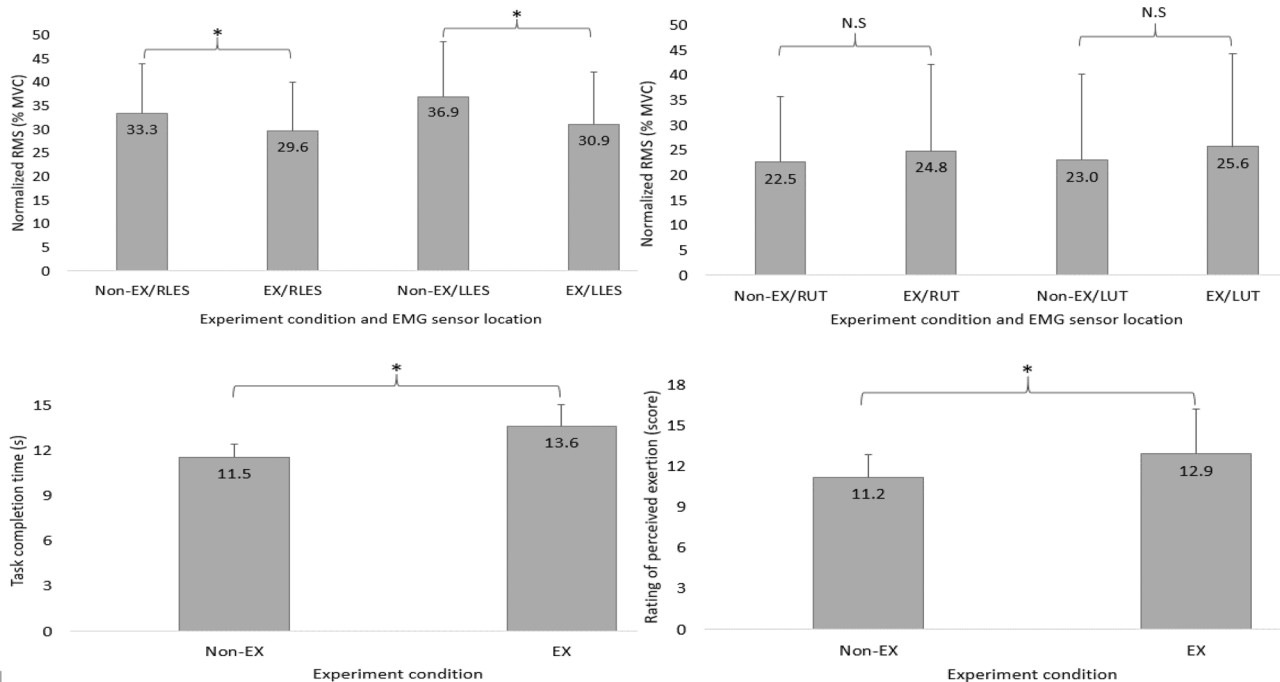 *
*
50
45
40
35
30
25
20
15
10
5
0
Normalized RMS (% MVC)
33.3
29.6
36.9
30.9
Non-EX/RLES
EX/RLES
Non-EX/LLES
EX/LLES
Experiment condition and EMG sensor location
N.S
N.S
50
45
40
35
30
25
20
15
10
5
0
Normalized RMS (% MVC)
22.5
24.8
23.0
25.6
Non-EX/RUT
EX/RUT
Non-EX/LUT
EX/LUT
Experiment condition and EMG sensor location
*
15
12
9
6
3
0
Task completion time (s)
11.5
13.6
Non-EX
EX
Experiment condition
*
18
15
12
9
6
3
0
Rating of perceived exertion (score)
11.2
12.9
Non-EX
EX
Experiment condition